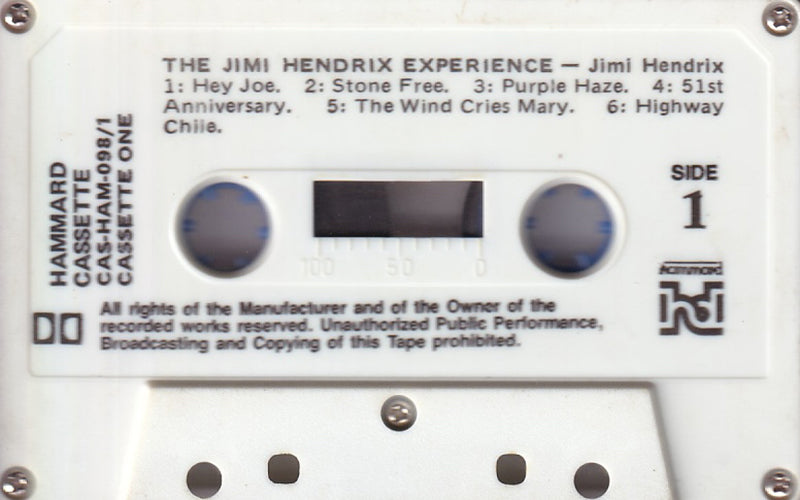 THE JIMI HENDRIX EXPERIENCE — Jimi Hendrix
1: Hey Joe. 2: Stone Free. 3: Purple Haze. 4: 51st
Anniversary. 5: The Wind Cries Mary. 6: Highway
Chile.
HAMMARD
CASSETTE
CAS-HAM-098/1
CASSETTE ONE
SIDE
1
100 50 0
hammard
All rights of the Manufacturer and of the Owner of the
recorded works reserved. Unauthorized Public Performance,
Broadcasting and Copying of this Tape prohibited.